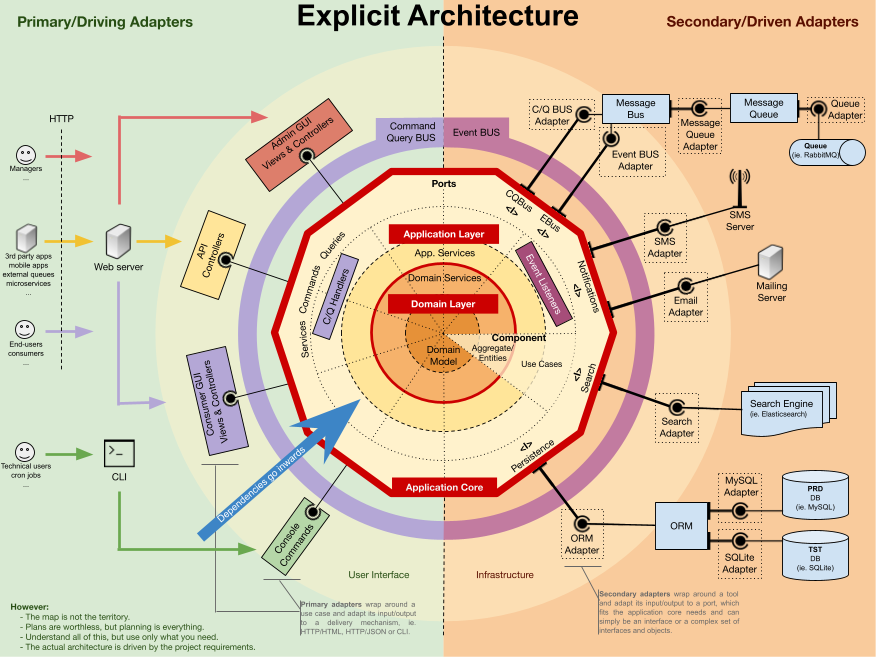 Explicit Architecture
Primary/Driving Adapters
Secondary/Driven Adapters
HTTP
Managers
...
3rd party apps
mobile apps
external queues
microservices
...
End-users
consumers
...
Technical users
cron jobs
...
Web server
CLI
Admin GUI
Views & Controllers
API
Controllers
Consumer GUI
Views & Controllers
Console
Commands
Dependencies go inwards
Command
Query BUS
Event BUS
Ports
Application Layer
App. Services
Domain Services
Domain Layer
Domain
Model
Component
Aggregate/
Entities
Use Cases
Application Core
Services
Commands
Queries
C/Q Handlers
Event Listeners
CQBus
</>
EBus
</>
Notifications
</>
Search
</>
Persistence
</>
C/Q BUS
Adapter
Message
Bus
Message
Queue
Adapter
Message
Queue
Queue
Adapter
Queue
(ie. RabbitMQ)
Event BUS
Adapter
SMS
Adapter
SMS
Server
Email
Adapter
Mailing
Server
Search
Adapter
Search Engine
(ie. Elasticsearch)
ORM
Adapter
ORM
MySQL
Adapter
PRD
DB
(ie. MySQL)
SQLite
Adapter
TST
DB
(ie. SQLite)
User Interface
Infrastructure
Primary adapters wrap around a
use case and adapt its input/output
to a delivery mechanism, ie.
HTTP/HTML, HTTP/JSON or CLI.
Secondary adapters wrap around a tool
and adapt its input/output to a port, which
fits the application core needs and can
simply be an interface or a complex set of
interfaces and objects.
However:
- The map is not the territory.
- Plans are worthless, but planning is everything.
- Understand all of this, but use only what you need.
- The actual architecture is driven by the project requirements.